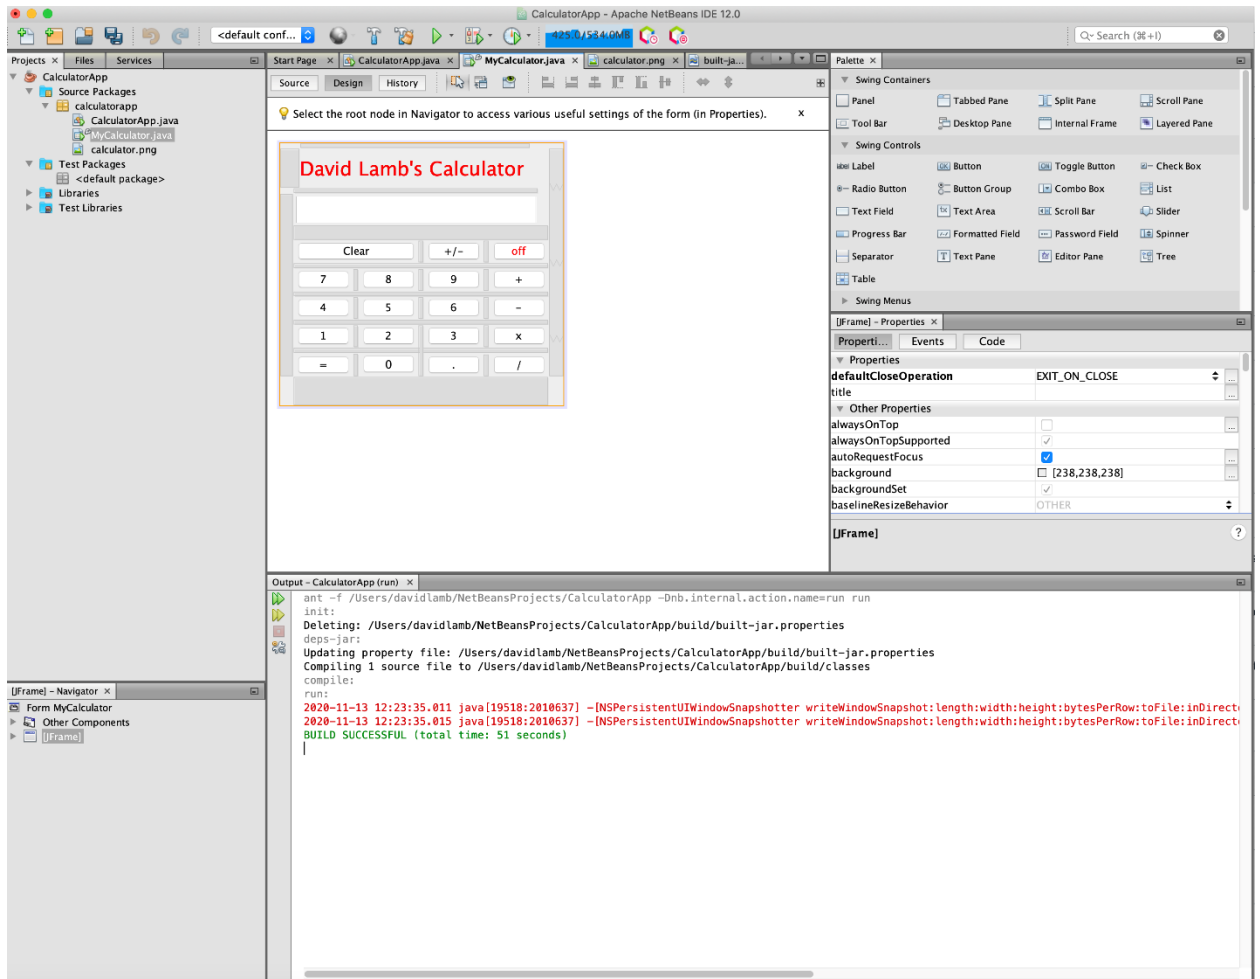 CalculatorApp - Apache NetBeans IDE 12.0
<default conf... 425.0/534.0MB Search (⌘+I)
Projects Files Services
CalculatorApp
Source Packages
calculatorapp
CalculatorApp.java
MyCalculator.java
calculator.png
Test Packages
<default package>
Libraries
Test Libraries
Start Page CalculatorApp.java MyCalculator.java calculator.png built-ja...
Source Design History
Select the root node in Navigator to access various useful settings of the form (in Properties). x
David Lamb's Calculator
Clear +/- off
7 8 9 +
4 5 6 -
1 2 3 x
= 0 . /
Palette
Swing Containers
Panel Tabbed Pane Split Pane Scroll Pane
Tool Bar Desktop Pane Internal Frame Layered Pane
Swing Controls
label Label OK Button ON Toggle Button Check Box
Radio Button Button Group Combo Box List
Text Field Text Area Scroll Bar Slider
Progress Bar Formatted Field Password Field Spinner
Separator Text Pane Editor Pane Tree
Table
Swing Menus
[JFrame] - Properties
Properti... Events Code
Properties
defaultCloseOperation EXIT_ON_CLOSE ...
title ...
Other Properties
alwaysOnTop ...
alwaysOnTopSupported
autoRequestFocus ...
background [238,238,238] ...
backgroundSet
baselineResizeBehavior OTHER
[JFrame] ?
Output - CalculatorApp (run)
ant -f /Users/davidlamb/NetBeansProjects/CalculatorApp -Dnb.internal.action.name=run run
init:
Deleting: /Users/davidlamb/NetBeansProjects/CalculatorApp/build/built-jar.properties
deps-jar:
Updating property file: /Users/davidlamb/NetBeansProjects/CalculatorApp/build/built-jar.properties
Compiling 1 source file to /Users/davidlamb/NetBeansProjects/CalculatorApp/build/classes
compile:
run:
2020-11-13 12:23:35.011 java[19518:2010637] -[NSPersistentUIWindowSnapshotter writeWindowSnapshot:length:width:height:bytesPerRow:toFile:inDirect
2020-11-13 12:23:35.015 java[19518:2010637] -[NSPersistentUIWindowSnapshotter writeWindowSnapshot:length:width:height:bytesPerRow:toFile:inDirect
BUILD SUCCESSFUL (total time: 51 seconds)
[JFrame] - Navigator
Form MyCalculator
Other Components
[JFrame]